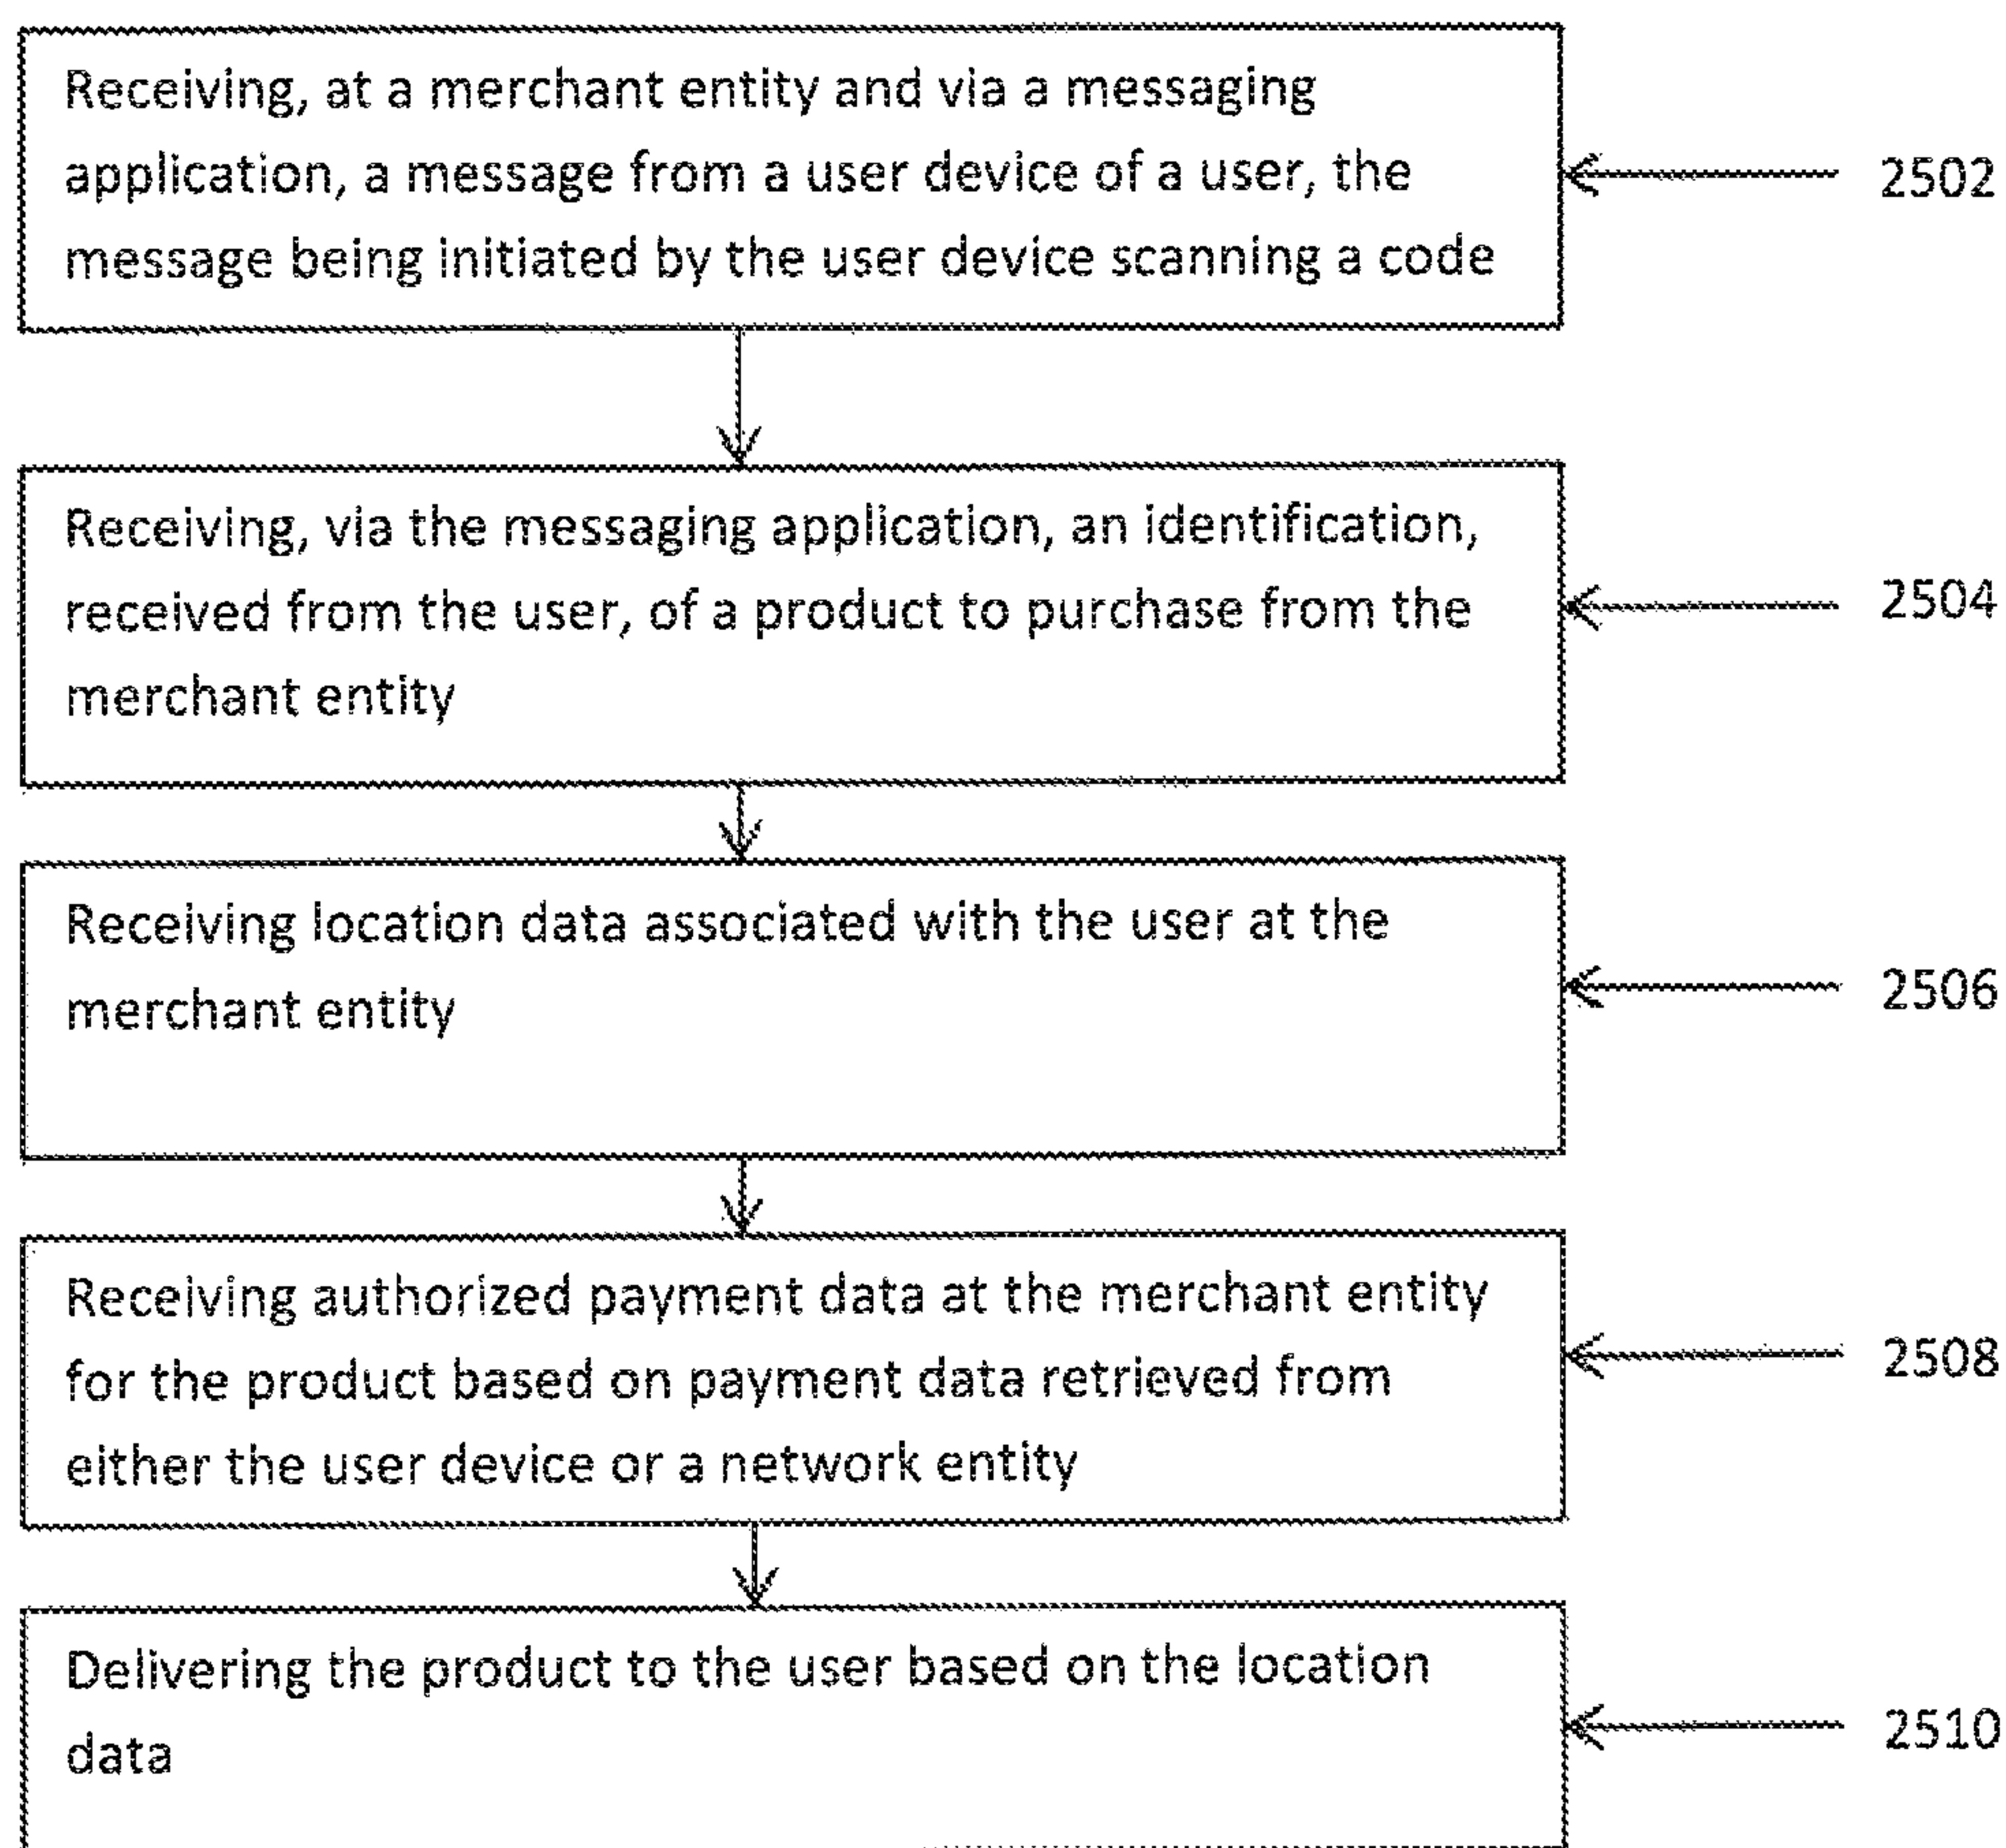 Receiving, at a merchant entity and via a messaging
application, a message from a user device of a user, the
message being initiated by the user device scanning a code
2502
Receiving, via the messaging application, an identification,
received from the user, of a product to purchase from the
merchant entity
2504
Receiving location data associated with the user at the
merchant entity
2506
Receiving authorized payment data at the merchant entity
for the product based on payment data retrieved from
either the user device or a network entity
2508
Delivering the product to the user based on the location
data
2510